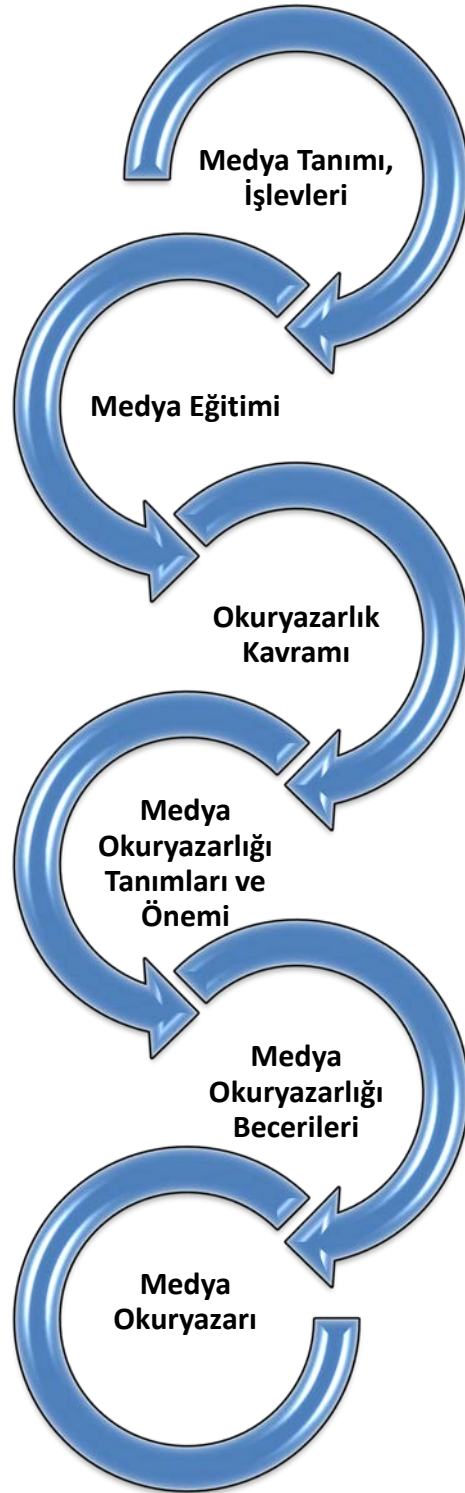 Medya Tanımı,
İşlevleri
Medya Eğitimi
Okuryazarlık
Kavramı
Medya
Okuryazarlığı
Tanımları ve
Önemi
Medya
Okuryazarlığı
Becerileri
Medya
Okuryazarı